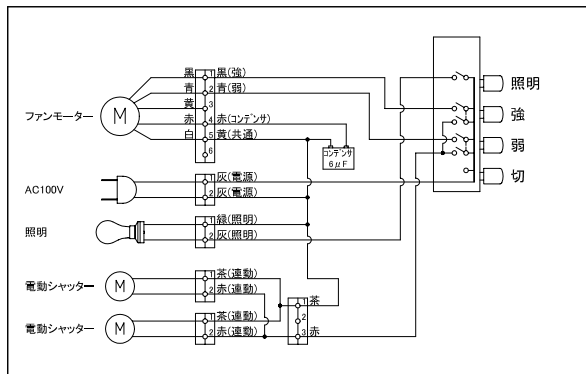 黒 1 黒(強)
青 2 青(弱)
黄 3
赤 4 赤(コンデンサ)
白 5 黄(共通)
6
ファンモーター
M
コンデンサ
6μF
照明
強
弱
切
AC100V
1 灰(電源)
2 灰(電源)
照明
1 緑(照明)
2 灰(照明)
電動シャッター
M
1 茶(連動)
2 赤(連動)
電動シャッター
M
1 茶(連動)
2 赤(連動)
1 茶
2
3 赤